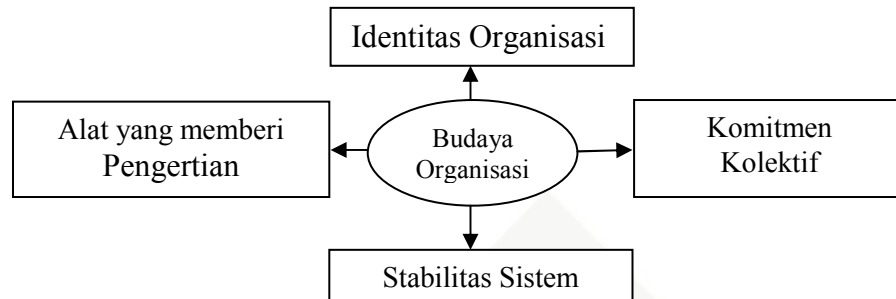 Identitas Organisasi
Alat yang memberi
Pengertian
Budaya
Organisasi
Komitmen
Kolektif
Stabilitas Sistem